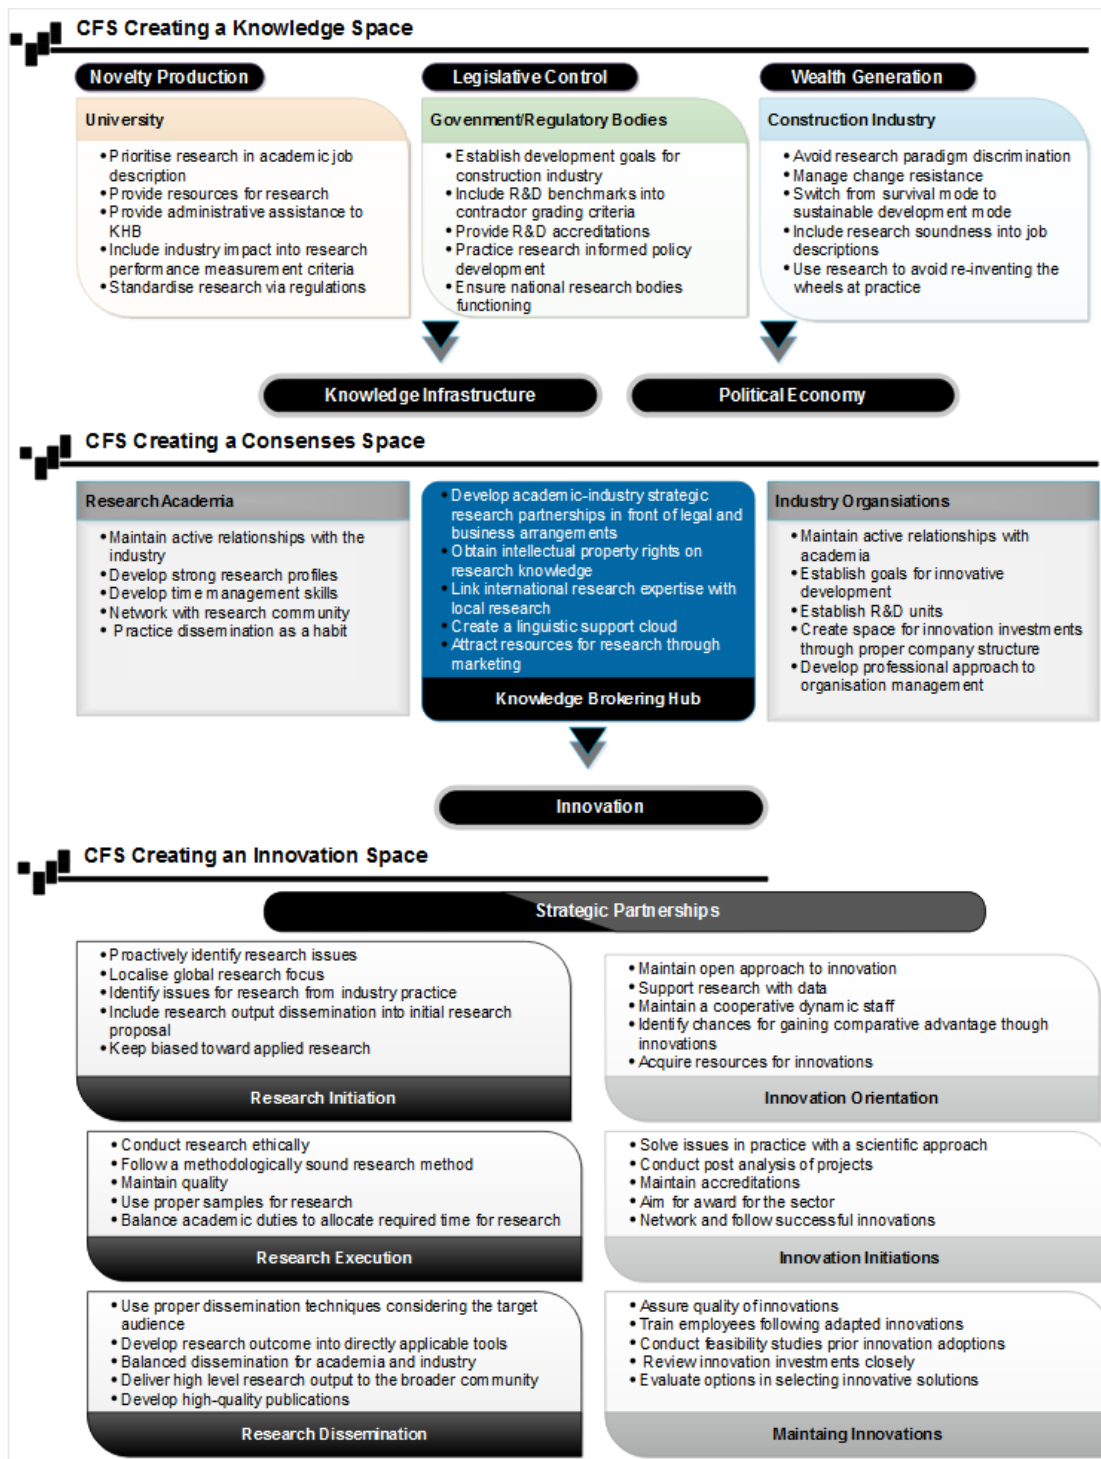 CFS Creating a Knowledge Space
Novelty Production
University
• Prioritise research in academic job
description
• Provide resources for research
• Provide administrative assistance to
KHB
• Include industry impact into research
performance measurement criteria
• Standardise research via regulations
Legislative Control
Govenment/Regulatory Bodies
• Establish development goals for
construction industry
• Include R&D benchmarks into
contractor grading criteria
• Provide R&D accreditations
• Practice research informed policy
development
• Ensure national research bodies
functioning
Wealth Generation
Construction Industry
• Avoid research paradigm discrimination
• Manage change resistance
• Switch from survival mode to
sustainable development mode
• Include research soundness into job
descriptions
• Use research to avoid re-inventing the
wheels at practice
Knowledge Infrastructure
Political Economy
CFS Creating a Consenses Space
Research Academia
• Maintain active relationships with the
industry
• Develop strong research profiles
• Develop time management skills
• Network with research community
• Practice dissemination as a habit
• Develop academic-industry strategic
research partnerships in front of legal and
business arrangements
• Obtain intellectual property rights on
research knowledge
• Link international research expertise with
local research
• Create a linguistic support cloud
• Attract resources for research through
marketing
Knowledge Brokering Hub
Industry Organsiations
• Maintain active relationships with
academia
• Establish goals for innovative
development
• Establish R&D units
• Create space for innovation investments
through proper company structure
• Develop professional approach to
organisation management
Innovation
CFS Creating an Innovation Space
Strategic Partnerships
• Proactively identify research issues
• Localise global research focus
• Identify issues for research from industry practice
• Include research output dissemination into initial research
proposal
• Keep biased toward applied research
Research Initiation
• Maintain open approach to innovation
• Support research with data
• Maintain a cooperative dynamic staff
• Identify chances for gaining comparative advantage though
innovations
• Acquire resources for innovations
Innovation Orientation
• Conduct research ethically
• Follow a methodologically sound research method
• Maintain quality
• Use proper samples for research
• Balance academic duties to allocate required time for research
Research Execution
• Solve issues in practice with a scientific approach
• Conduct post analysis of projects
• Maintain accreditations
• Aim for award for the sector
• Network and follow successful innovations
Innovation Initiations
• Use proper dissemination techniques considering the target
audience
• Develop research outcome into directly applicable tools
• Balanced dissemination for academia and industry
• Deliver high level research output to the broader community
• Develop high-quality publications
Research Dissemination
• Assure quality of innovations
• Train employees following adapted innovations
• Conduct feasibility studies prior innovation adoptions
• Review innovation investments closely
• Evaluate options in selecting innovative solutions
Maintaing Innovations